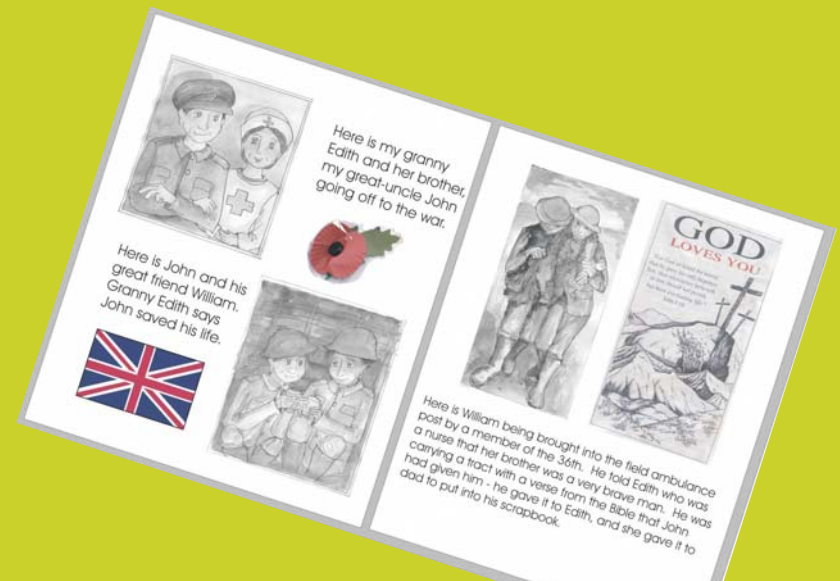 Here is my granny
Edith and her brother,
my great-uncle John
going off to the war.
Here is John and his
great friend William.
Granny Edith says
John saved his life.
GOD
LOVES YOU
Here is William being brought into the field ambulance
post by a member of the 36th. He told Edith who was
a nurse that her brother was a very brave man. He was
carrying a tract with a verse from the Bible that John
had given him - he gave it to Edith, and she gave it to
dad to put into his scrapbook.